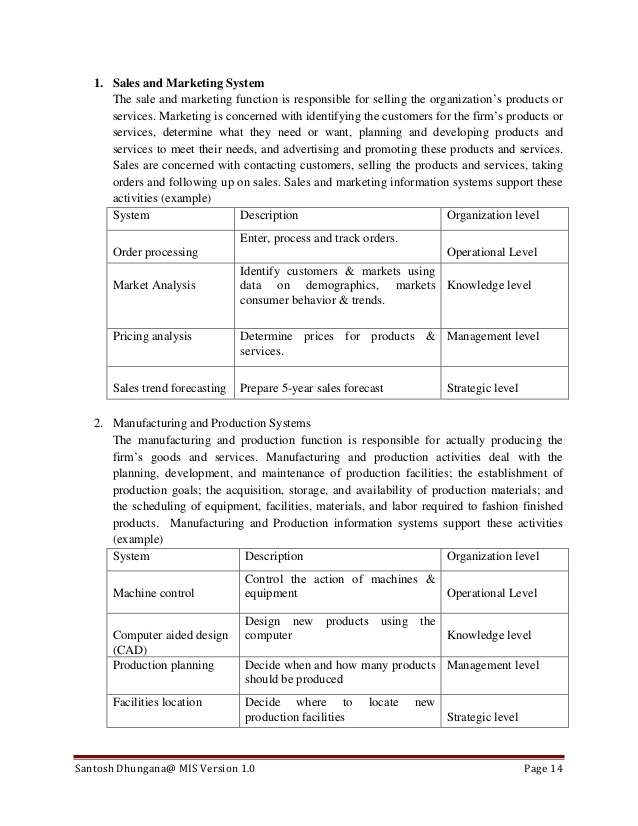 1. Sales and Marketing System
The sale and marketing function is responsible for selling the organization's products or
services. Marketing is concerned with identifying the customers for the firm's products or
services, determine what they need or want, planning and developing products and
services to meet their needs, and advertising and promoting these products and services.
Sales are concerned with contacting customers, selling the products and services, taking
orders and following up on sales. Sales and marketing information systems support these
activities (example)
System Description Organization level
Order processing Enter, process and track orders. Operational Level
Market Analysis Identify customers & markets using
data on demographics, markets Knowledge level
consumer behavior & trends.
Pricing analysis Determine prices for products & Management level
services.
Sales trend forecasting Prepare 5-year sales forecast Strategic level
2. Manufacturing and Production Systems
The manufacturing and production function is responsible for actually producing the
firm's goods and services. Manufacturing and production activities deal with the
planning, development, and maintenance of production facilities; the establishment of
production goals; the acquisition, storage, and availability of production materials; and
the scheduling of equipment, facilities, materials, and labor required to fashion finished
products. Manufacturing and Production information systems support these activities
(example)
System Description Organization level
Control the action of machines &
Machine control equipment Operational Level
Design new products using the
Computer aided design computer Knowledge level
(CAD)
Production planning Decide when and how many products Management level
should be produced
Facilities location Decide where to locate new
production facilities Strategic level
Santosh Dhungana@ MIS Version 1.0 Page 14